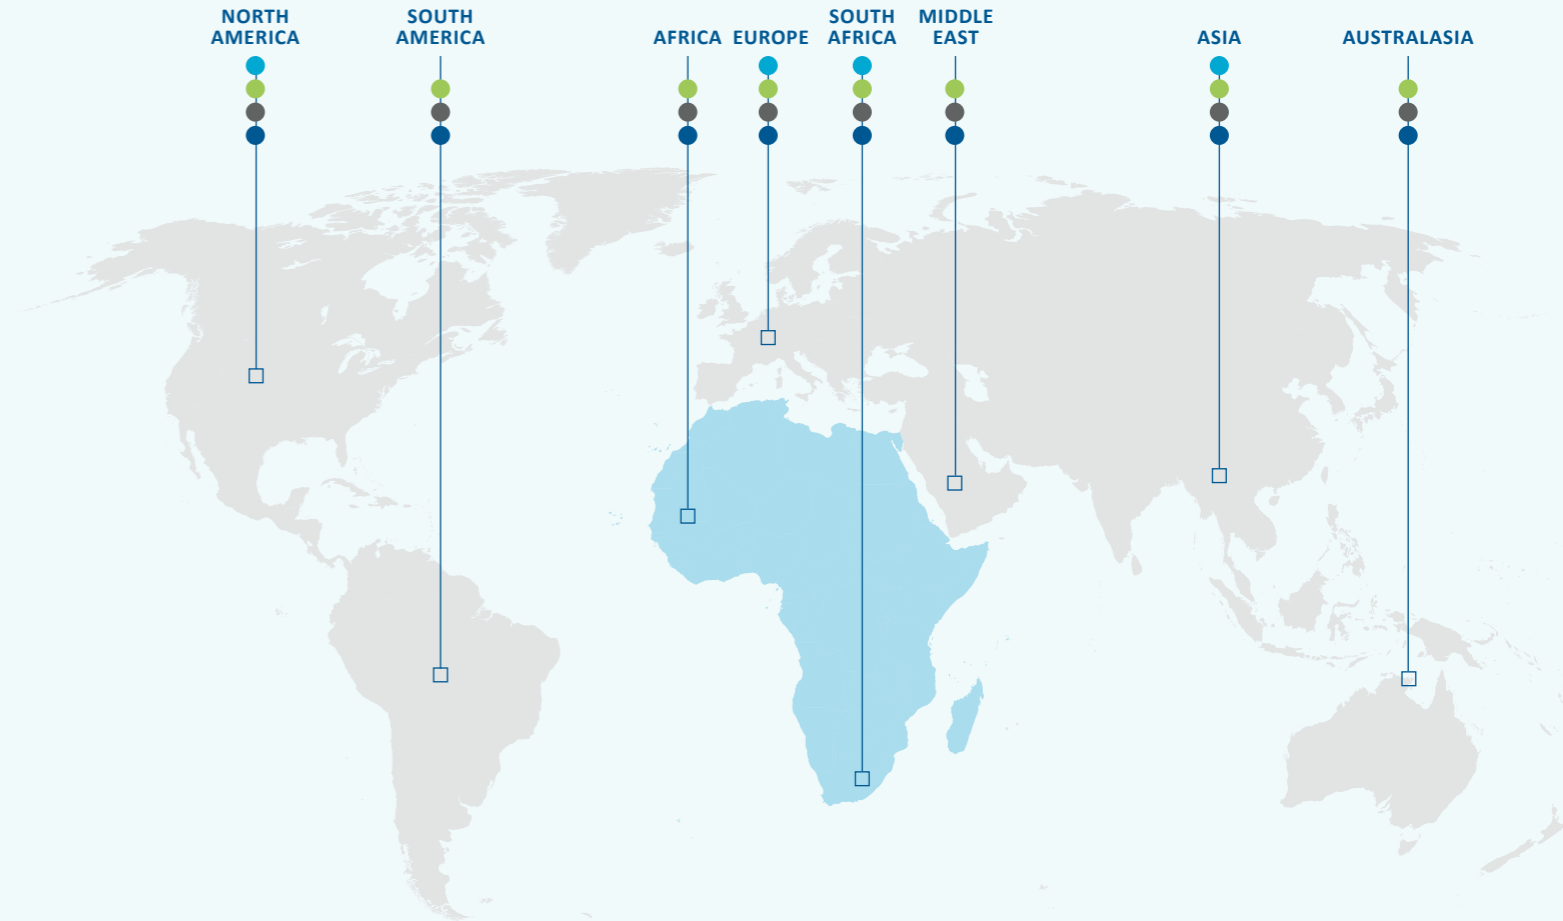 NORTH
AMERICA
SOUTH
AMERICA
AFRICA
EUROPE
SOUTH
AFRICA
MIDDLE
EAST
ASIA
AUSTRALASIA